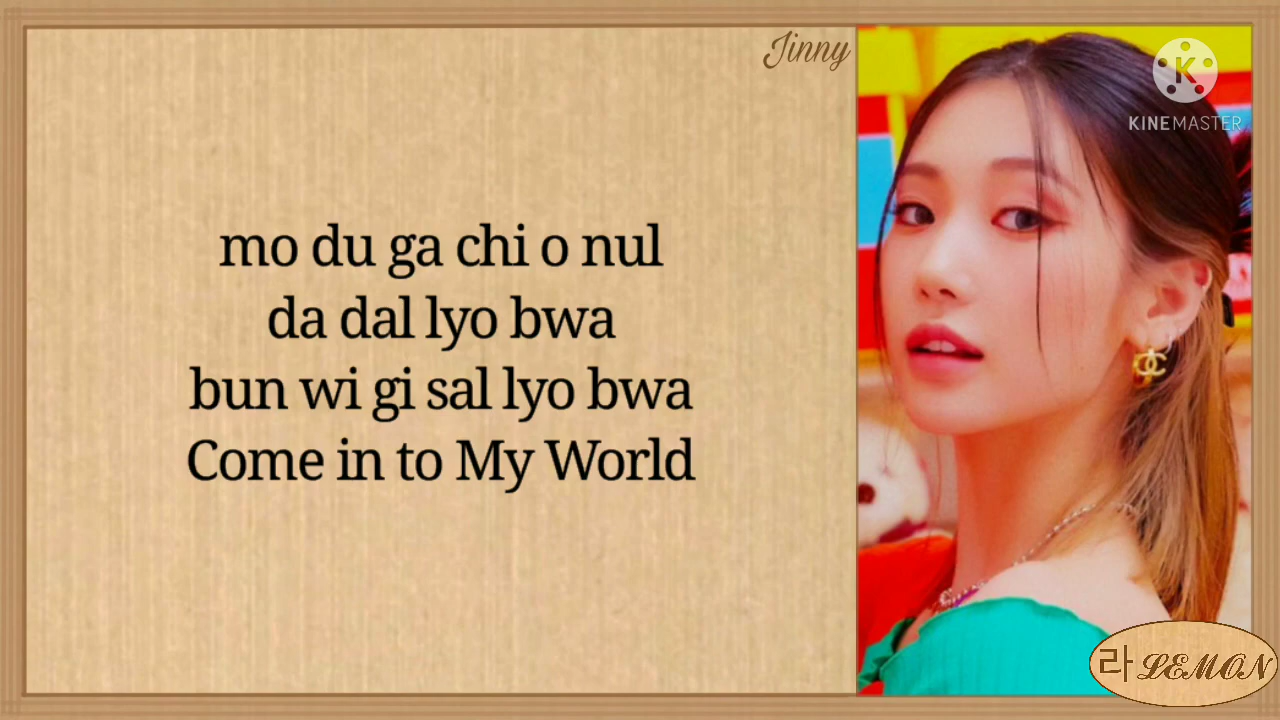 Jinny
K
KINEMASTER
mo du ga chi o nul
da dal lyo bwa
bun wi gi sal lyo bwa
Come in to My World
라 LEMON